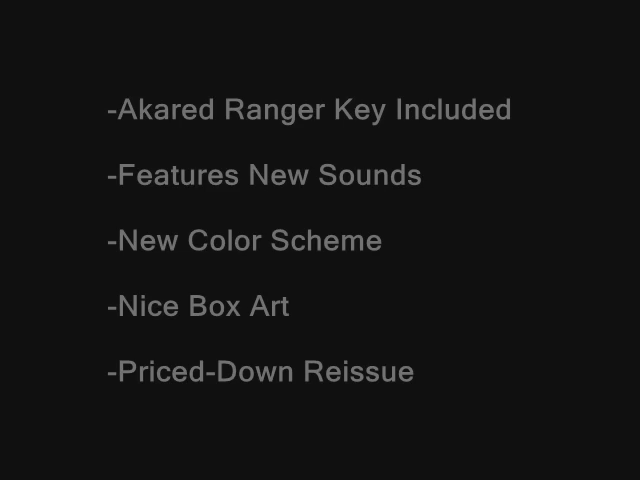 -Akared Ranger Key Included
-Features New Sounds
-New Color Scheme
-Nice Box Art
-Priced-Down Reissue